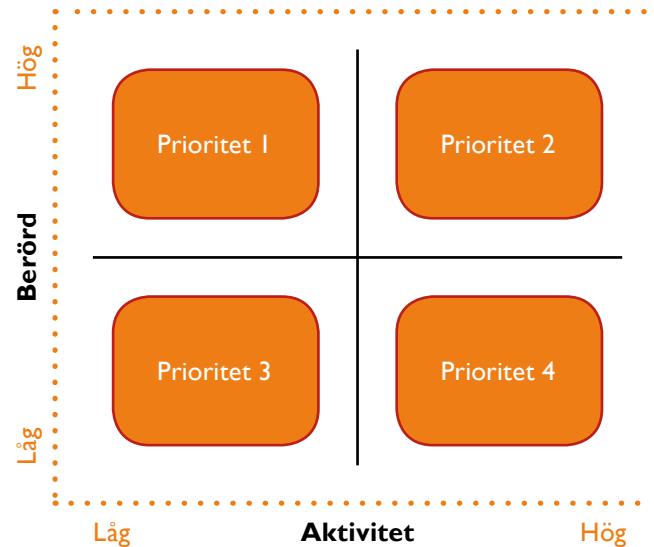 Hög
Prioritet 1
Prioritet 2
Berörd
Prioritet 3
Prioritet 4
Låg
Låg
Aktivitet
Hög